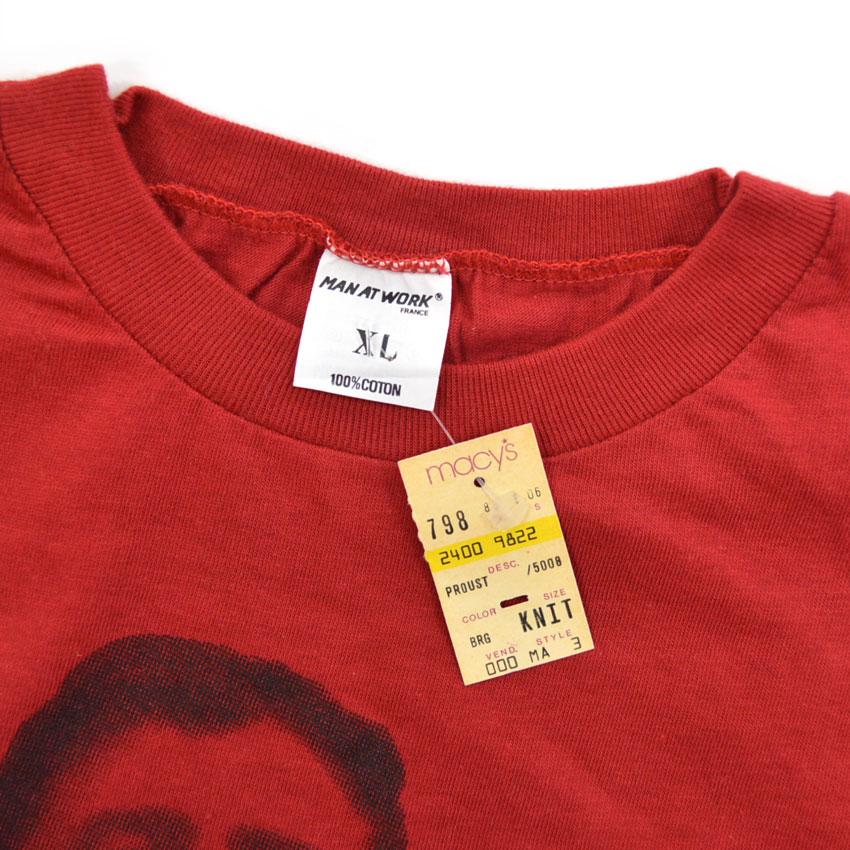 MAN AT WORK®
FRANCE
XL
100% COTON
macy's
06
798
S
2400 9822
DESC.
PROUST /5008
COLOR SIZE
BRG KNIT
VEND. STYLE
000 MA 3